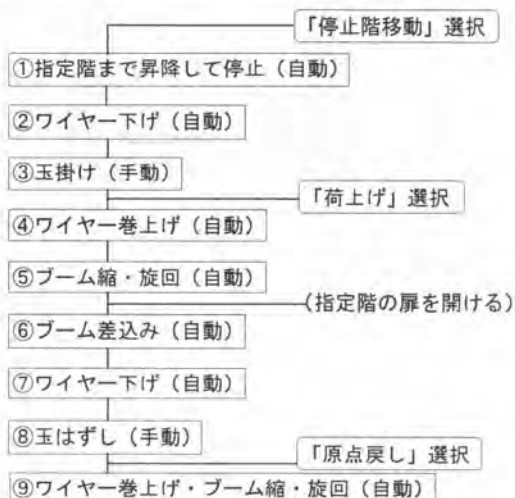 「停止階移動」選択
①指定階まで昇降して停止（自動）
②ワイヤー下げ（自動）
③玉掛け（手動）
「荷上げ」選択
④ワイヤー巻上げ（自動）
⑤ブーム縮・旋回（自動）
（指定階の扉を開ける）
⑥ブーム差込み（自動）
⑦ワイヤー下げ（自動）
⑧玉はずし（手動）
「原点戻し」選択
⑨ワイヤー巻上げ・ブーム縮・旋回（自動）